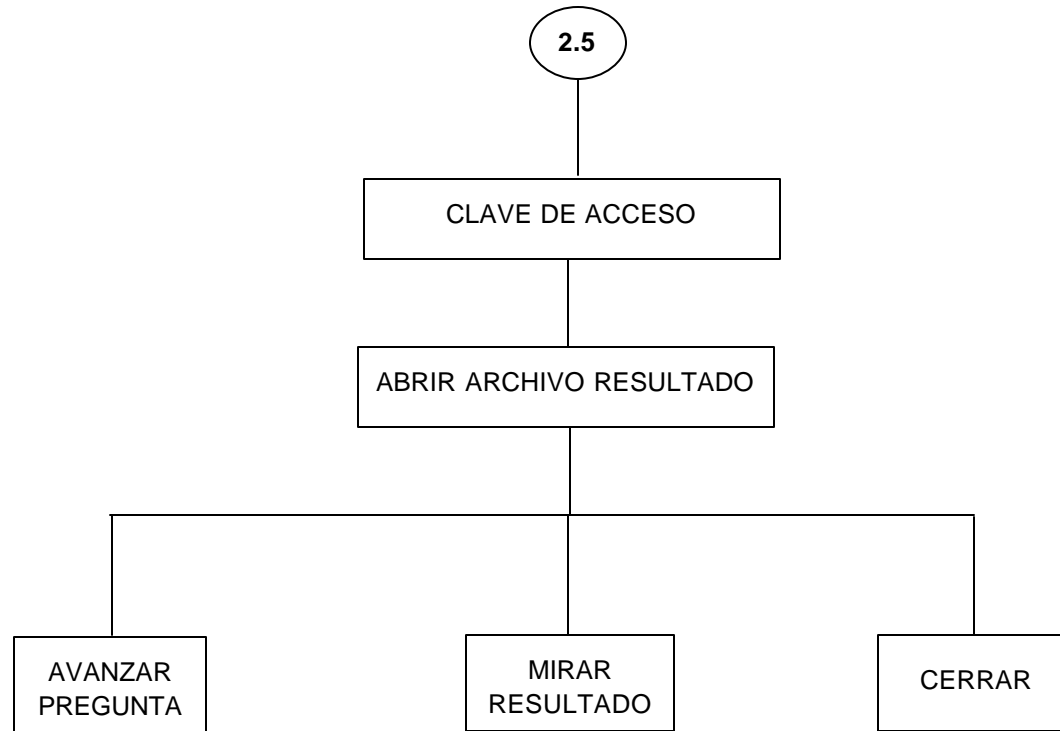 2.5
CLAVE DE ACCESO
ABRIR ARCHIVO RESULTADO
AVANZAR
PREGUNTA
MIRAR
RESULTADO
CERRAR